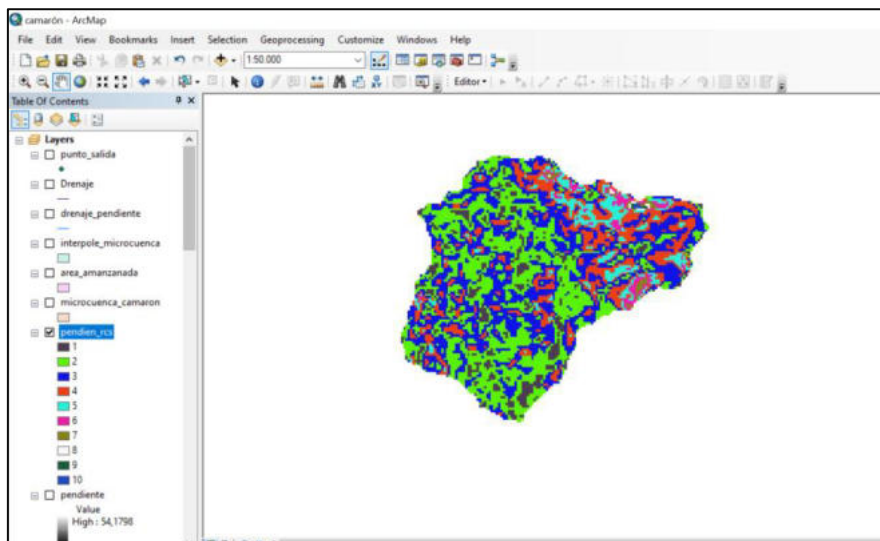 camarón - ArcMap
File Edit View Bookmarks Insert Selection Geoprocessing Customize Windows Help
1:50.000
Editor
Table Of Contents
Layers
punto_salida
Drenaje
drenaje_pendiente
interpole_microcuenca
area_amanzanada
microcuenca_camaron
pendien_rcs
1
2
3
4
5
6
7
8
9
10
pendiente
Value
High : 54,1798